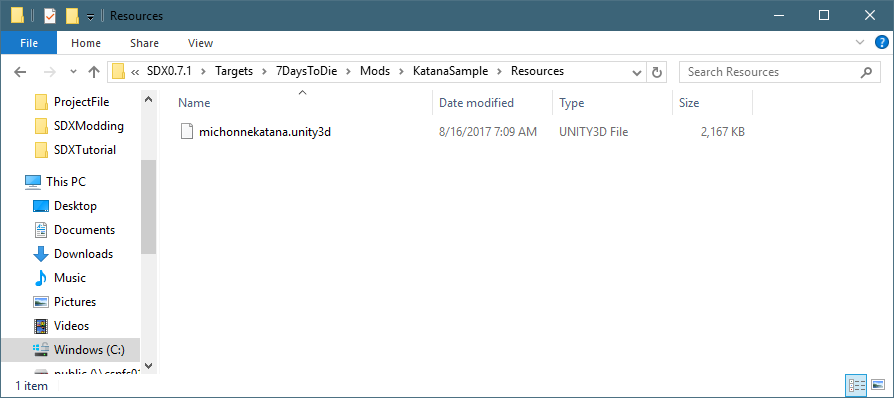 Resources
File Home Share View
« SDX0.7.1 > Targets > 7DaysToDie > Mods > KatanaSample > Resources
Search Resources
Name Date modified Type Size
michonnekatana.unity3d 8/16/2017 7:09 AM UNITY3D File 2,167 KB
ProjectFile
SDXModding
SDXTutorial
This PC
Desktop
Documents
Downloads
Music
Pictures
Videos
Windows (C:)
1 item